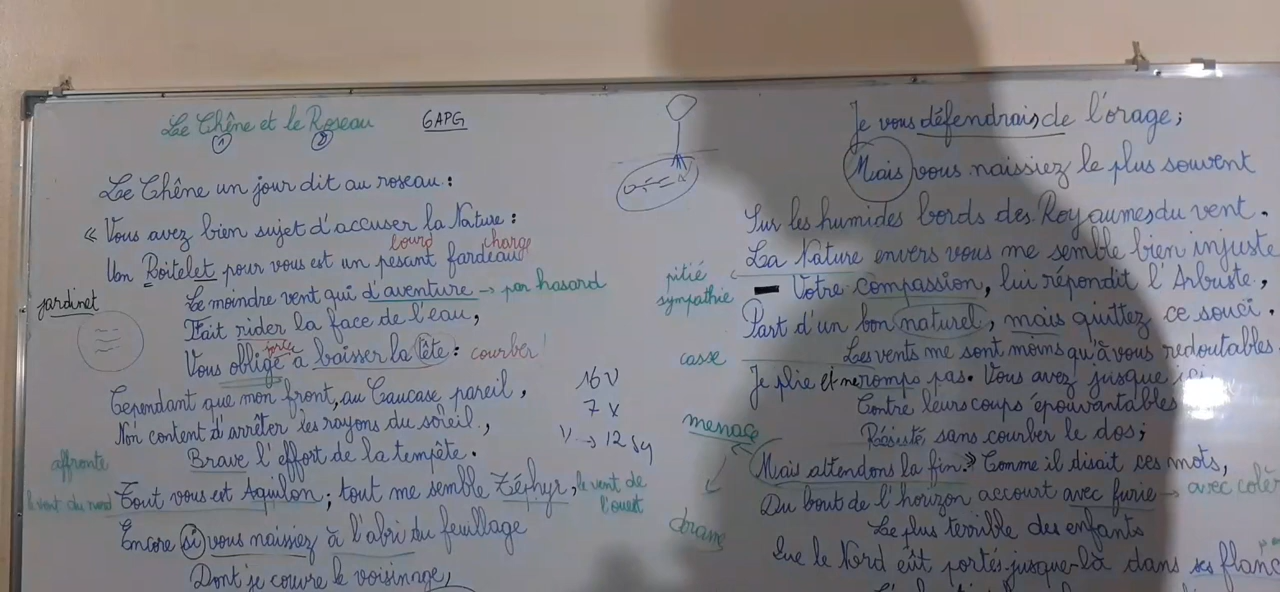 Le Chêne et le Roseau
6APG
1
2
Le Chêne un jour dit au roseau :
« Vous avez bien sujet d'accuser la Nature :
lourd charge
Un Roitelet pour vous est un pesant fardeau
jardinet
Le moindre vent qui d'aventure → par hasard
Fait rider la face de l'eau,
force
Vous oblige à baisser la tête : courber !
Cependant que mon front, au Caucase pareil,
Non content d'arrêter les rayons du soleil,
Brave l'effort de la tempête.
affronte
le vent du nord
Tout vous est Aquilon ; tout me semble Zéphyr,
le vent de
l'ouest
Encore si vous naissiez à l'abri du feuillage
Dont je couvre le voisinage,
16 v
7 x
v → 12 sy
Je vous défendrais de l'orage ;
Mais vous naissiez le plus souvent
Sur les humides bords des Royaumes du vent.
La Nature envers vous me semble bien injuste
pitié
sympathie
- Votre compassion, lui répondit l'Arbuste,
Part d'un bon naturel, mais quittez ce souci.
Les vents me sont moins qu'à vous redoutables.
casse
Je plie et ne romps pas. Vous avez jusqu'ici
Contre leurs coups épouvantables
Résisté sans courber le dos ;
menace
Mais attendons la fin. » Comme il disait ces mots,
Du bout de l'horizon accourt avec furie → avec colèr
Le plus terrible des enfants
Que le Nord eût portés jusque-là dans ses flanc